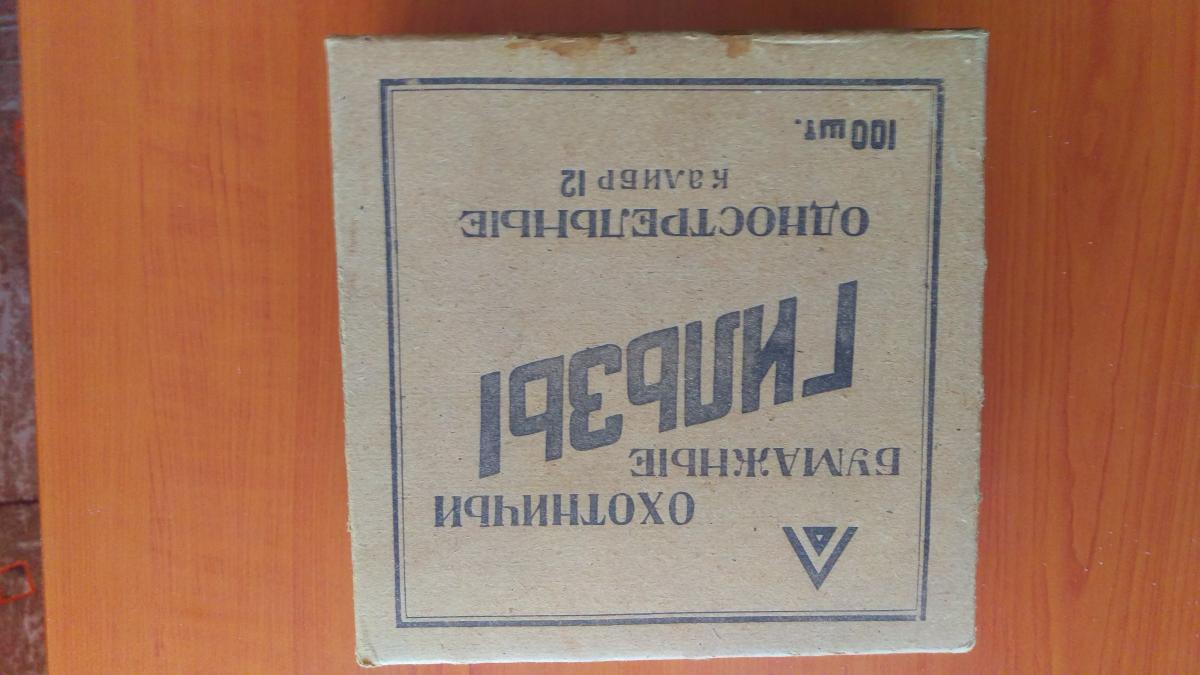 ОХОТНИЧЬИ
БУМАЖНЫЕ
ГИЛЬЗЫ
ОДНОСТРЕЛЬНЫЕ
КАЛИБР 12
100 шт.